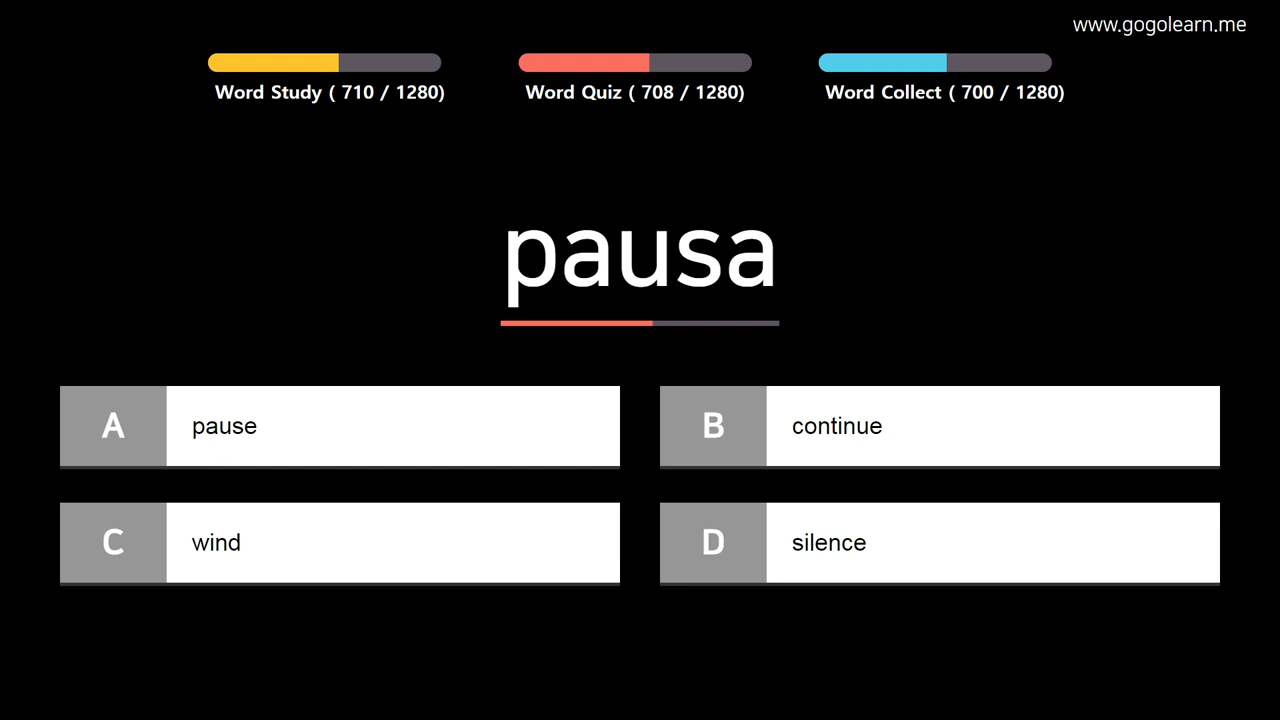 www.gogolearn.me
Word Study ( 710 / 1280)
Word Quiz ( 708 / 1280)
Word Collect ( 700 / 1280)
pausa
A pause
B continue
C wind
D silence